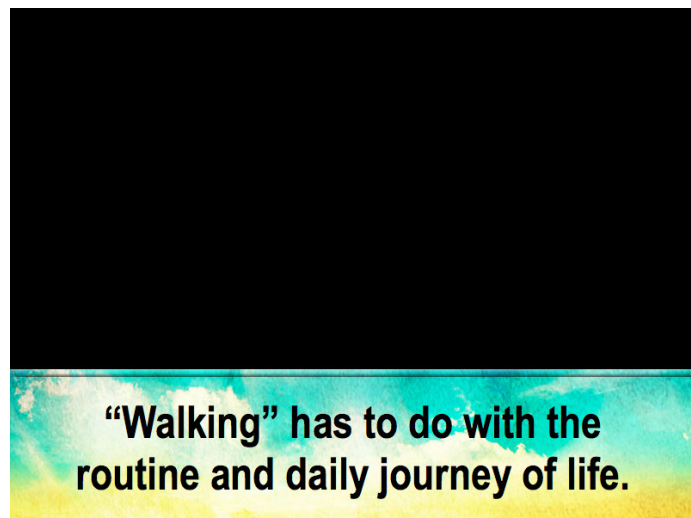 “Walking” has to do with the
routine and daily journey of life.